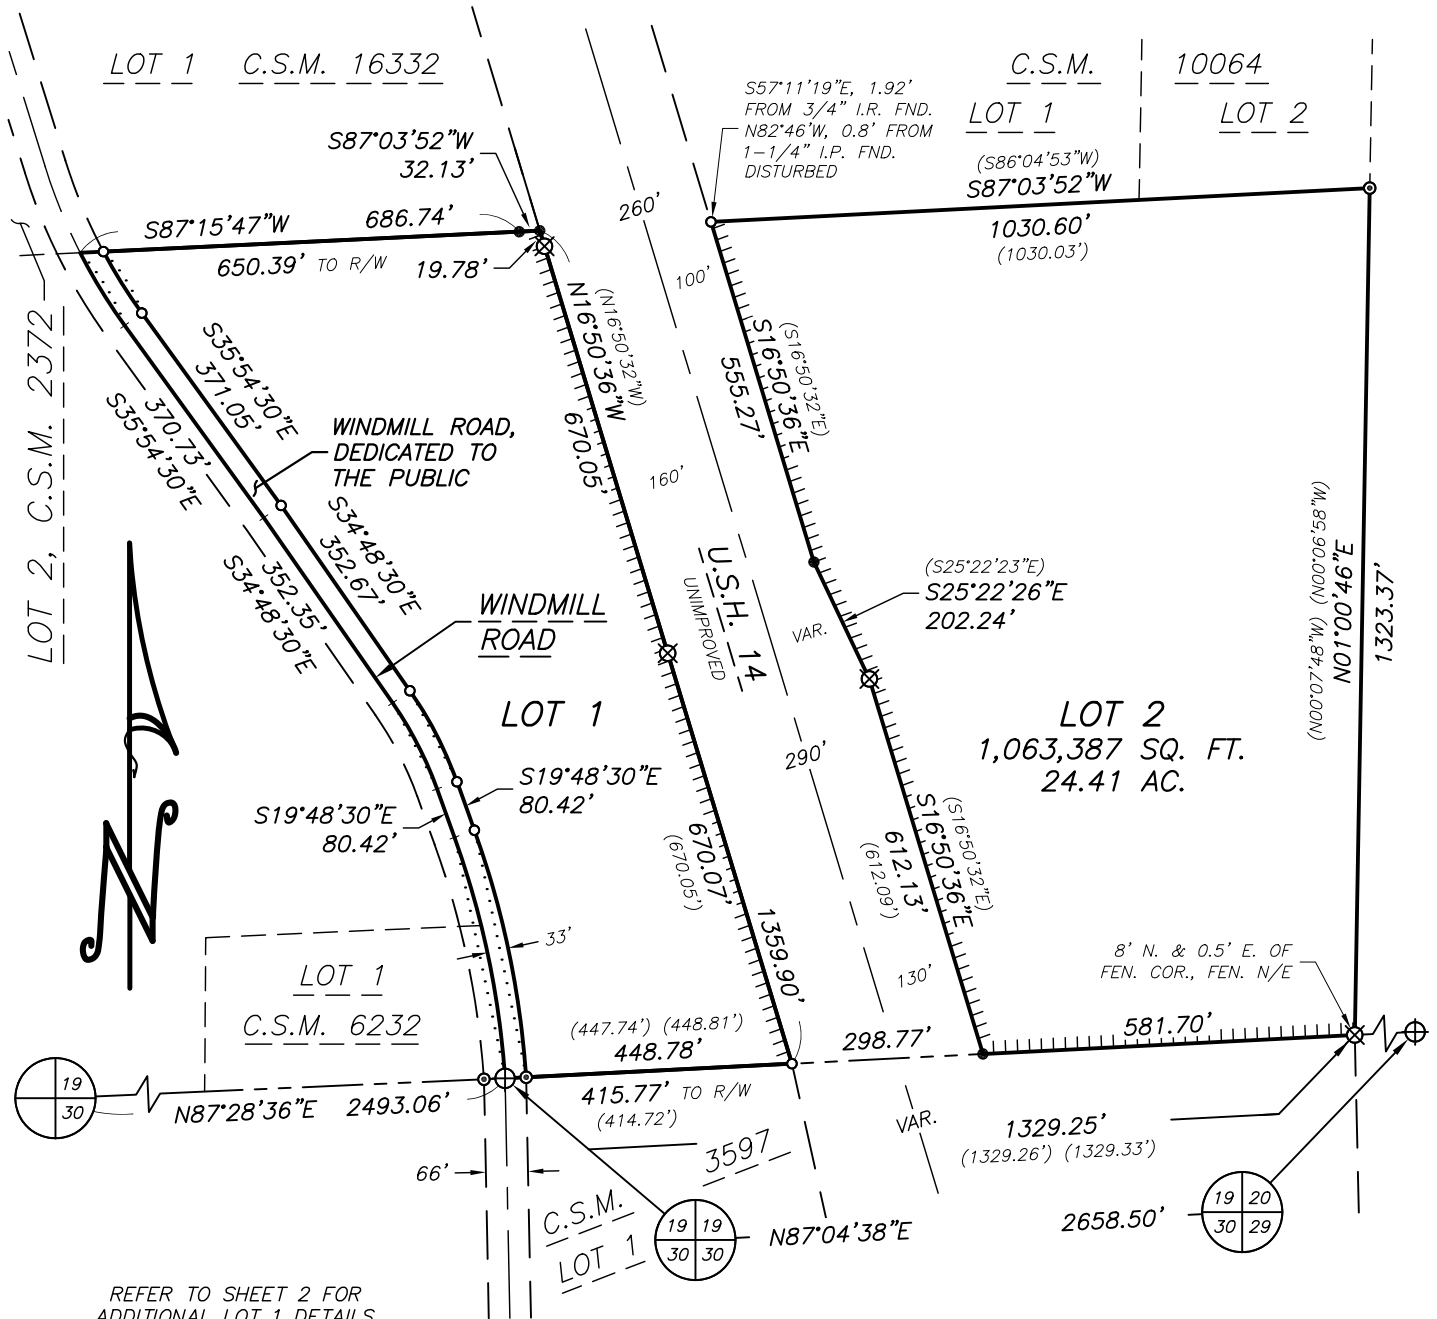 LOT 1 C.S.M. 16332
C.S.M. 10064
LOT 1 LOT 2
S57°11'19"E, 1.92'
FROM 3/4" I.R. FND.
N82°46'W, 0.8' FROM
1-1/4" I.P. FND.
DISTURBED
S87°03'52"W
32.13'
(S86°04'53"W)
S87°03'52"W
1030.60'
(1030.03')
S87°15'47"W 686.74'
650.39' TO R/W
19.78'
260'
100'
160'
LOT 2, C.S.M. 2372
S35°54'30"E
371.05'
370.73'
S35°54'30"E
(N16°50'32"W)
N16°50'36"W
670.05'
(S16°50'32"E)
S16°50'36"E
555.27'
WINDMILL ROAD,
DEDICATED TO
THE PUBLIC
S34°48'30"E
352.67'
352.35'
S34°48'30"E
WINDMILL
ROAD
U.S.H. 14
UNIMPROVED
VAR.
(S25°22'23"E)
S25°22'26"E
202.24'
(N00°07'48"W) (N00°06'58"W)
N01°00'46"E
1323.37'
LOT 1
LOT 2
1,063,387 SQ. FT.
24.41 AC.
290'
S19°48'30"E
80.42'
S19°48'30"E
80.42'
670.07'
(670.05')
1359.90'
(S16°50'32"E)
S16°50'36"E
612.13'
(612.09')
130'
33'
8' N. & 0.5' E. OF
FEN. COR., FEN. N/E
LOT 1
C.S.M. 6232
(447.74') (448.81')
448.78'
298.77'
581.70'
415.77' TO R/W
(414.72')
19
30
N87°28'36"E 2493.06'
VAR.
1329.25'
(1329.26') (1329.33')
66'
3597
C.S.M.
LOT 1
19 19
30 30
N87°04'38"E
2658.50'
19 20
30 29
REFER TO SHEET 2 FOR
ADDITIONAL LOT 1 DETAILS